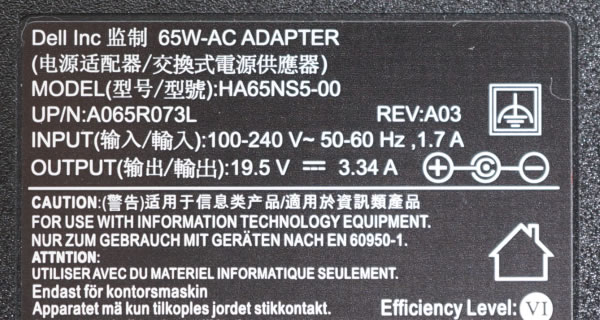 Dell Inc 监制 65W-AC ADAPTER
(电源适配器/交換式電源供應器)
MODEL(型号/型號):HA65NS5-00
UP/N:A065R073L REV:A03
INPUT(输入/輸入):100-240 V~ 50-60 Hz ,1.7 A
OUTPUT(输出/輸出):19.5 V ⎓ 3.34 A
CAUTION:(警告)适用于信息类产品/適用於資訊類產品
FOR USE WITH INFORMATION TECHNOLOGY EQUIPMENT.
NUR ZUM GEBRAUCH MIT GERÄTEN NACH EN 60950-1.
ATTNTION:
UTILISER AVEC DU MATERIEL INFORMATIQUE SEULEMENT.
Endast för kontorsmaskin
Apparatet mä kun tilkoples jordet stikkontakt.
Efficiency Level: VI